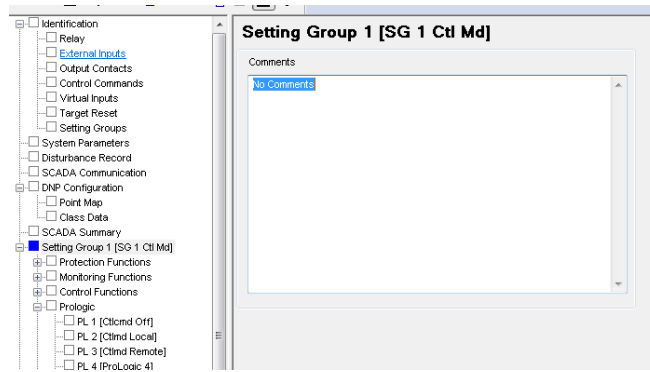 Identification
Relay
External Inputs
Output Contacts
Control Commands
Virtual Inputs
Target Reset
Setting Groups
System Parameters
Disturbance Record
SCADA Communication
DNP Configuration
Point Map
Class Data
SCADA Summary
Setting Group 1 [SG 1 Ctl Md]
Protection Functions
Monitoring Functions
Control Functions
Prologic
PL 1 [Ctlcmd Off]
PL 2 [Ctlmd Local]
PL 3 [Ctlmd Remote]
PL 4 [ProLogic 4]
Setting Group 1 [SG 1 Ctl Md]
Comments
No Comments